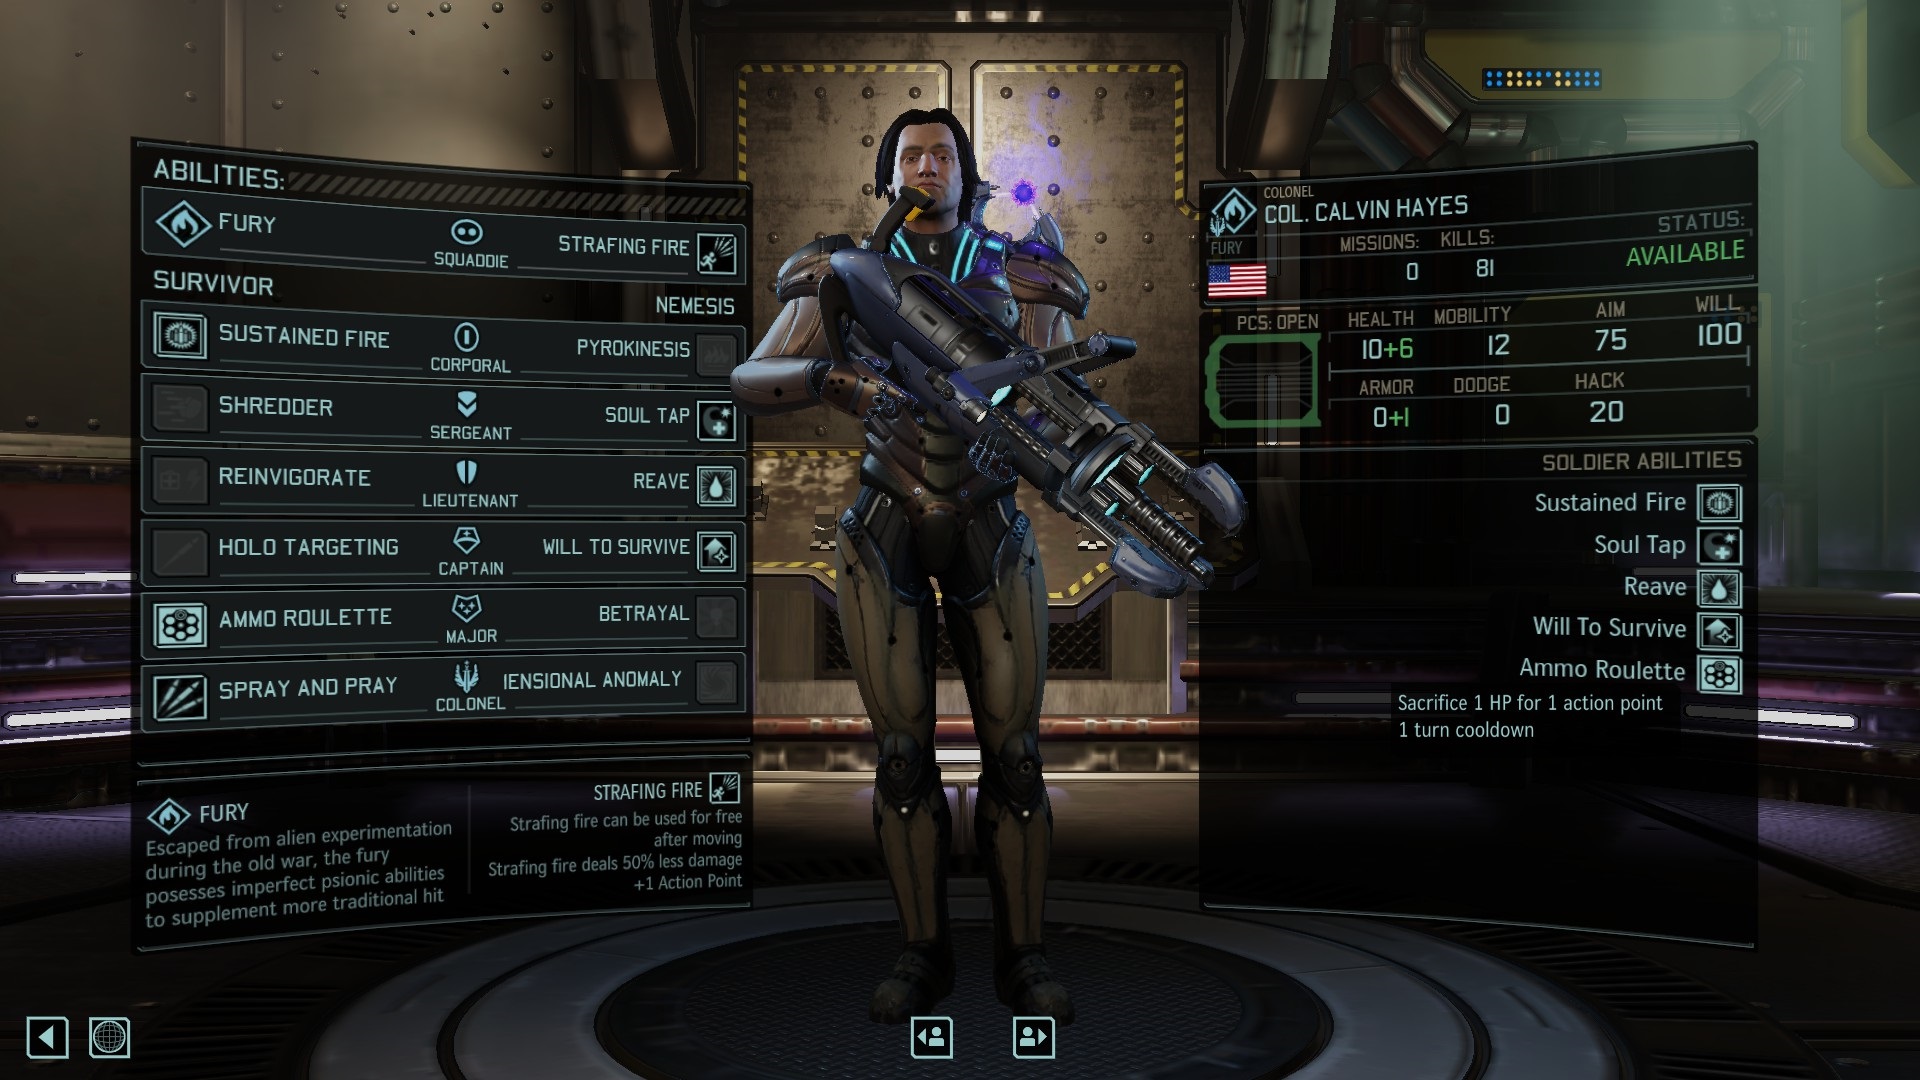 ABILITIES:
FURY
SQUADDIE
STRAFING FIRE
SURVIVOR
NEMESIS
SUSTAINED FIRE
CORPORAL
PYROKINESIS
SHREDDER
SERGEANT
SOUL TAP
REINVIGORATE
LIEUTENANT
REAVE
HOLO TARGETING
CAPTAIN
WILL TO SURVIVE
AMMO ROULETTE
MAJOR
BETRAYAL
SPRAY AND PRAY
COLONEL
IENSIONAL ANOMALY
FURY
Escaped from alien experimentation
during the old war, the fury
posesses imperfect psionic abilities
to supplement more traditional hit
STRAFING FIRE
Strafing fire can be used for free
after moving
Strafing fire deals 50% less damage
+1 Action Point
COLONEL
COL. CALVIN HAYES
FURY
MISSIONS: KILLS:
0 81
STATUS:
AVAILABLE
PCS: OPEN
HEALTH MOBILITY AIM WILL
10+6 12 75 100
ARMOR DODGE HACK
0+1 0 20
SOLDIER ABILITIES
Sustained Fire
Soul Tap
Reave
Will To Survive
Ammo Roulette
Sacrifice 1 HP for 1 action point
1 turn cooldown